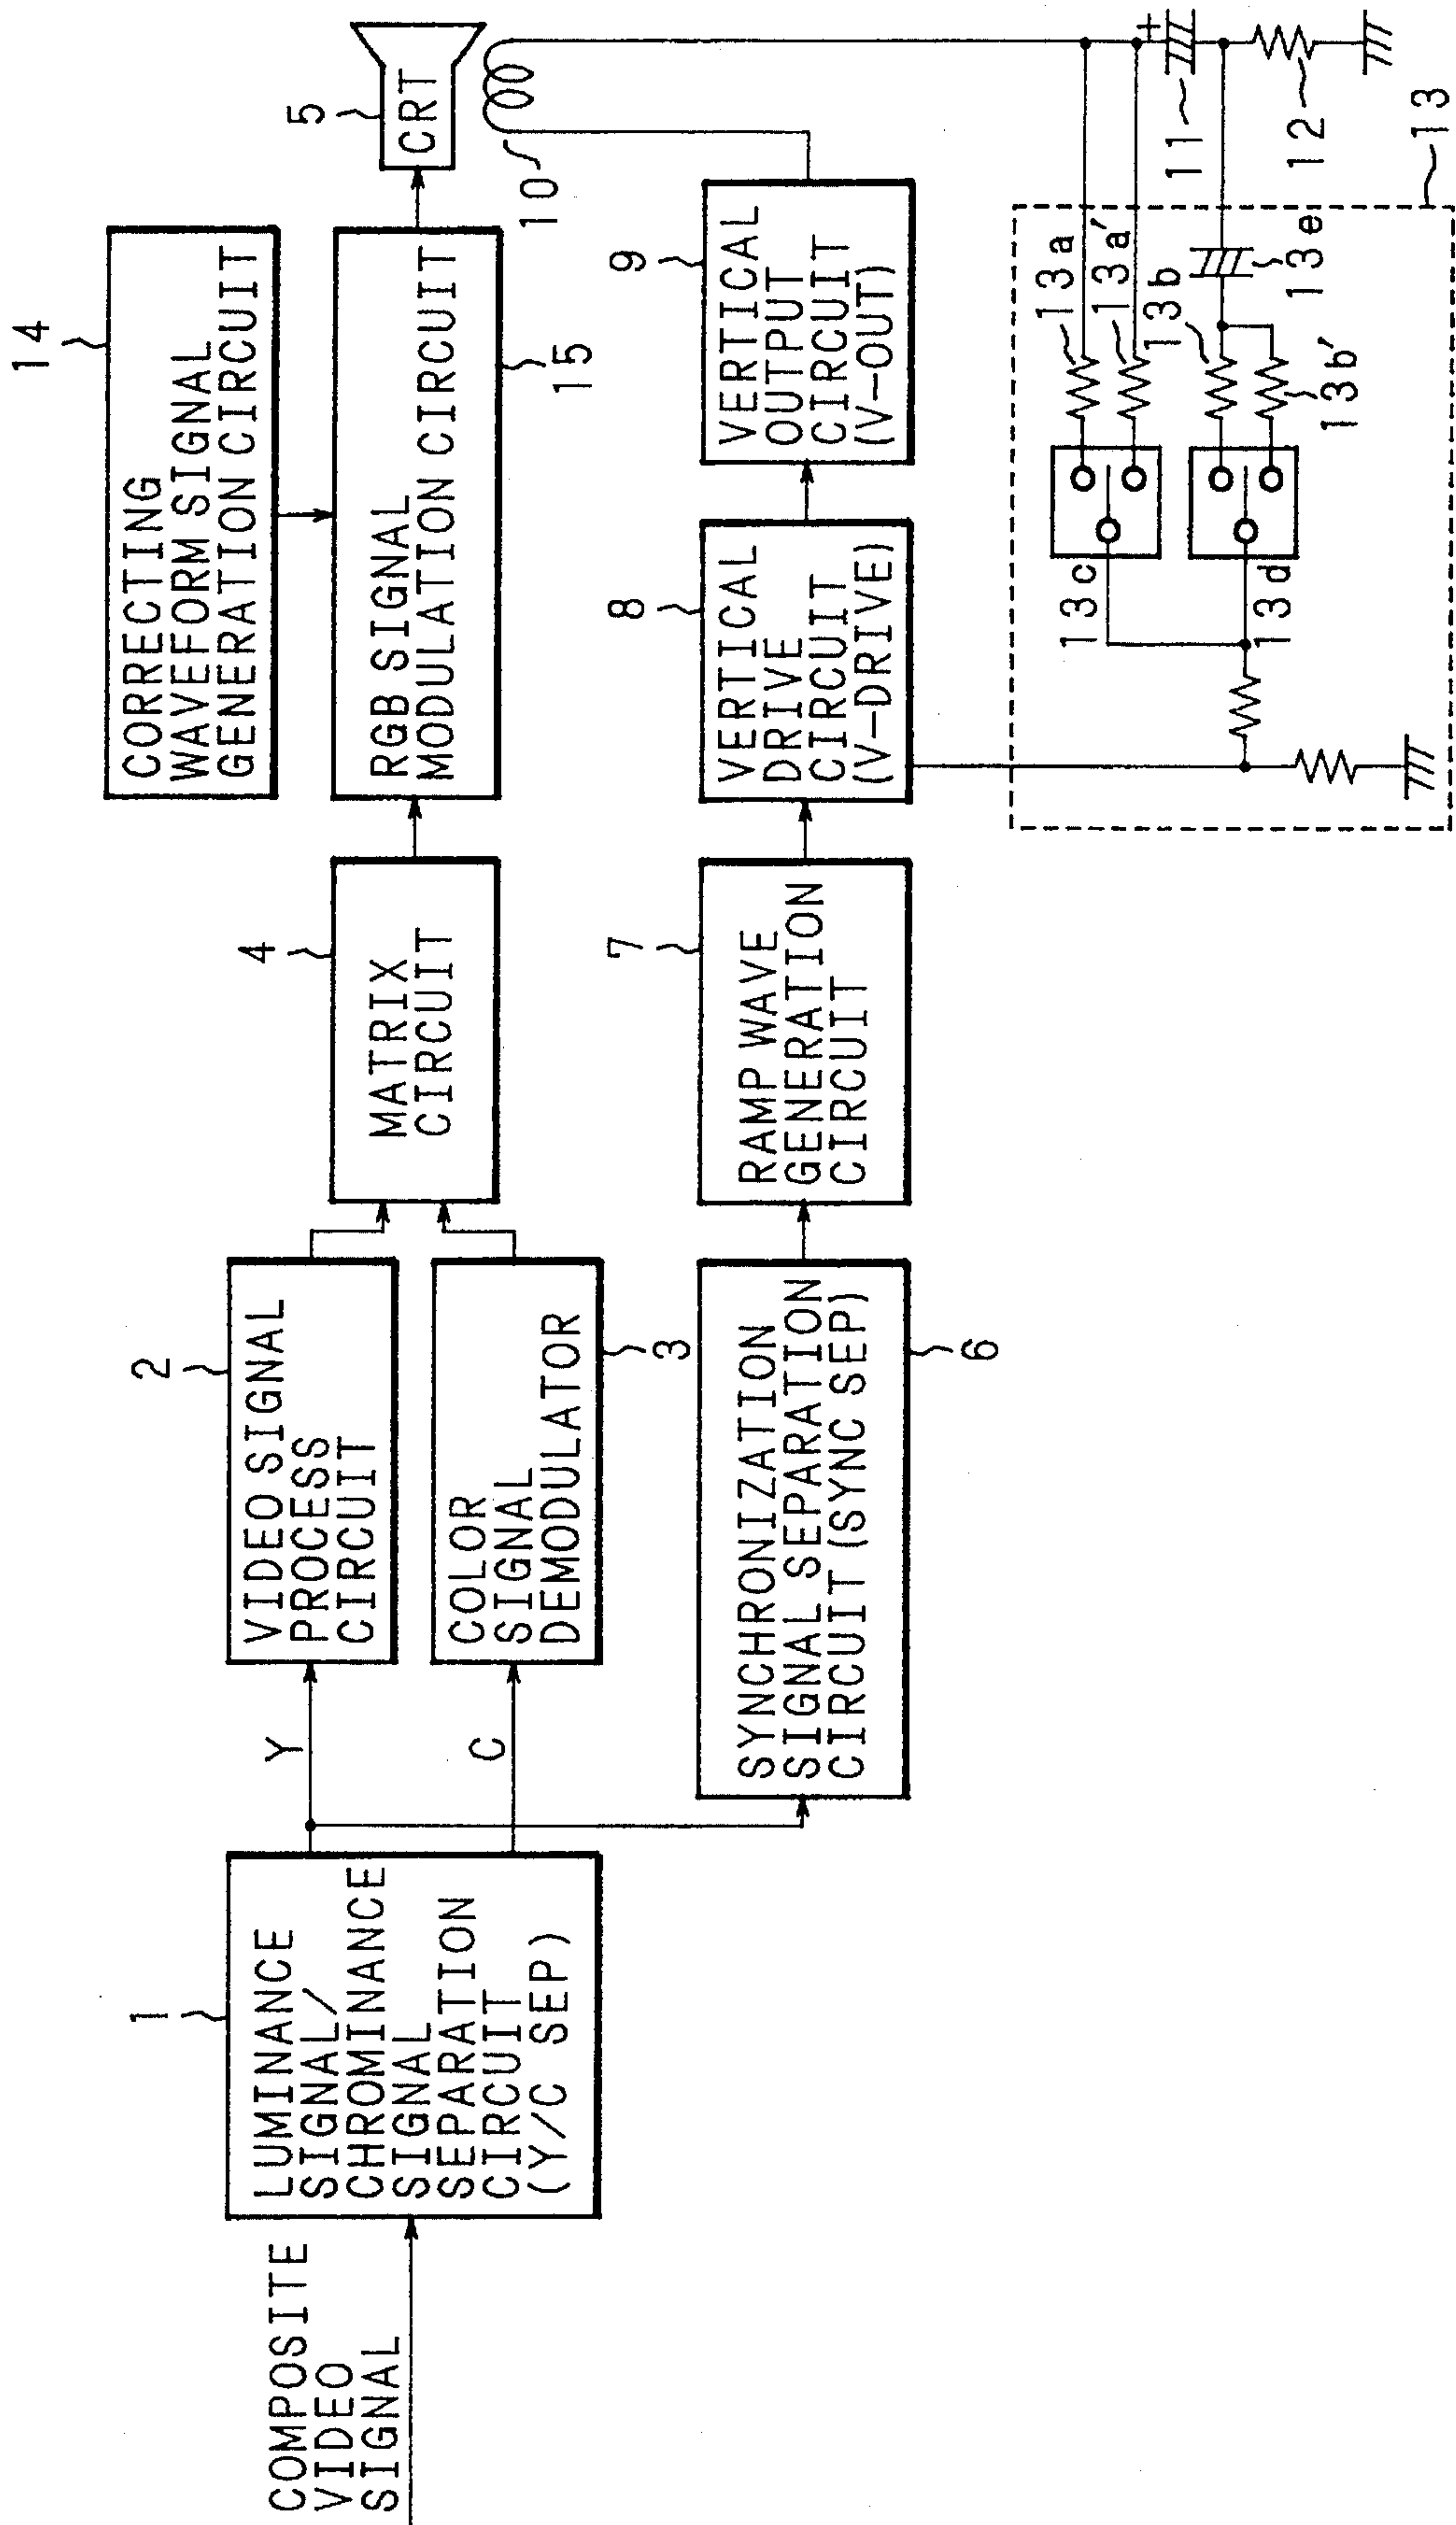 COMPOSITE
VIDEO
SIGNAL
1
LUMINANCE
SIGNAL/
CHROMINANCE
SIGNAL
SEPARATION
CIRCUIT
(Y/C SEP)
Y
C
2
VIDEO SIGNAL
PROCESS
CIRCUIT
COLOR
SIGNAL
DEMODULATOR
3
4
MATRIX
CIRCUIT
14
CORRECTING
WAVEFORM SIGNAL
GENERATION CIRCUIT
RGB SIGNAL
MODULATION CIRCUIT
15
5
CRT
10
SYNCHRONIZATION
SIGNAL SEPARATION
CIRCUIT (SYNC SEP)
6
7
RAMP WAVE
GENERATION
CIRCUIT
8
VERTICAL
DRIVE
CIRCUIT
(V-DRIVE)
9
VERTICAL
OUTPUT
CIRCUIT
(V-OUT)
13a
13a'
13b
13b'
13c
13d
13e
+
11
12
13